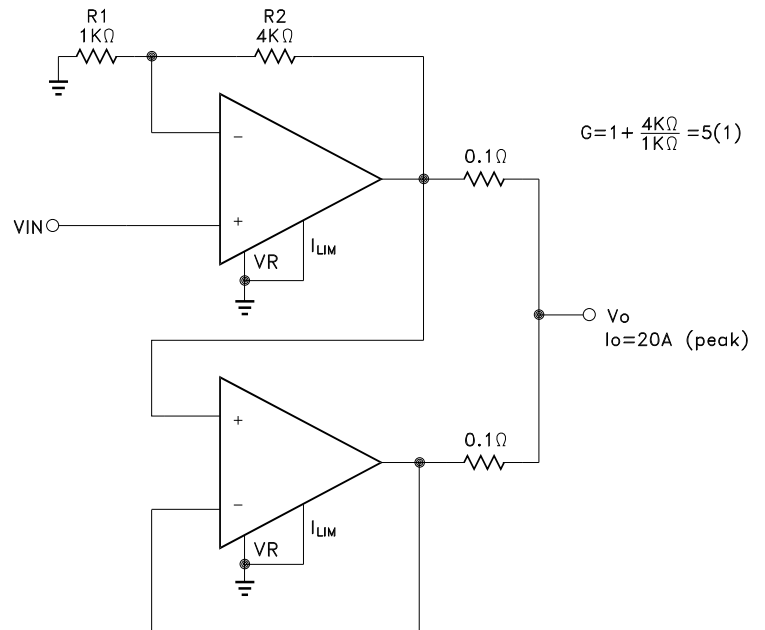 R1
1KΩ
R2
4KΩ
G=1+ 4KΩ/1KΩ =5(1)
0.1Ω
−
+
VIN
ILIM
VR
Vo
Io=20A (peak)
0.1Ω
+
−
ILIM
VR